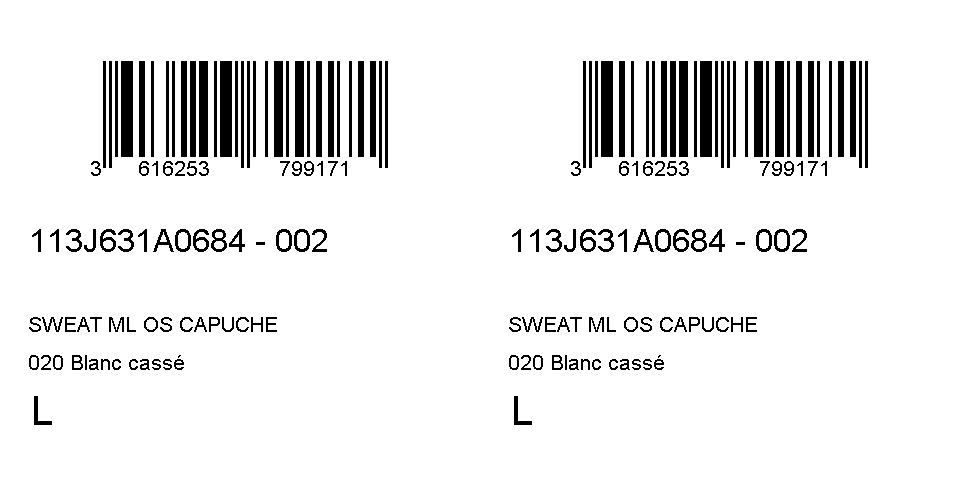 3 616253 799171
113J631A0684 - 002
SWEAT ML OS CAPUCHE
020 Blanc cassé
L
3 616253 799171
113J631A0684 - 002
SWEAT ML OS CAPUCHE
020 Blanc cassé
L